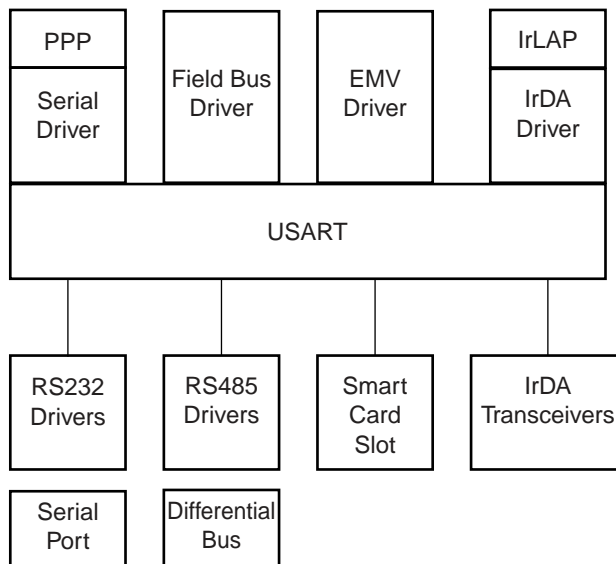 PPP
Serial
Driver
Field Bus
Driver
EMV
Driver
IrLAP
IrDA
Driver
USART
RS232
Drivers
RS485
Drivers
Smart
Card
Slot
IrDA
Transceivers
Serial
Port
Differential
Bus